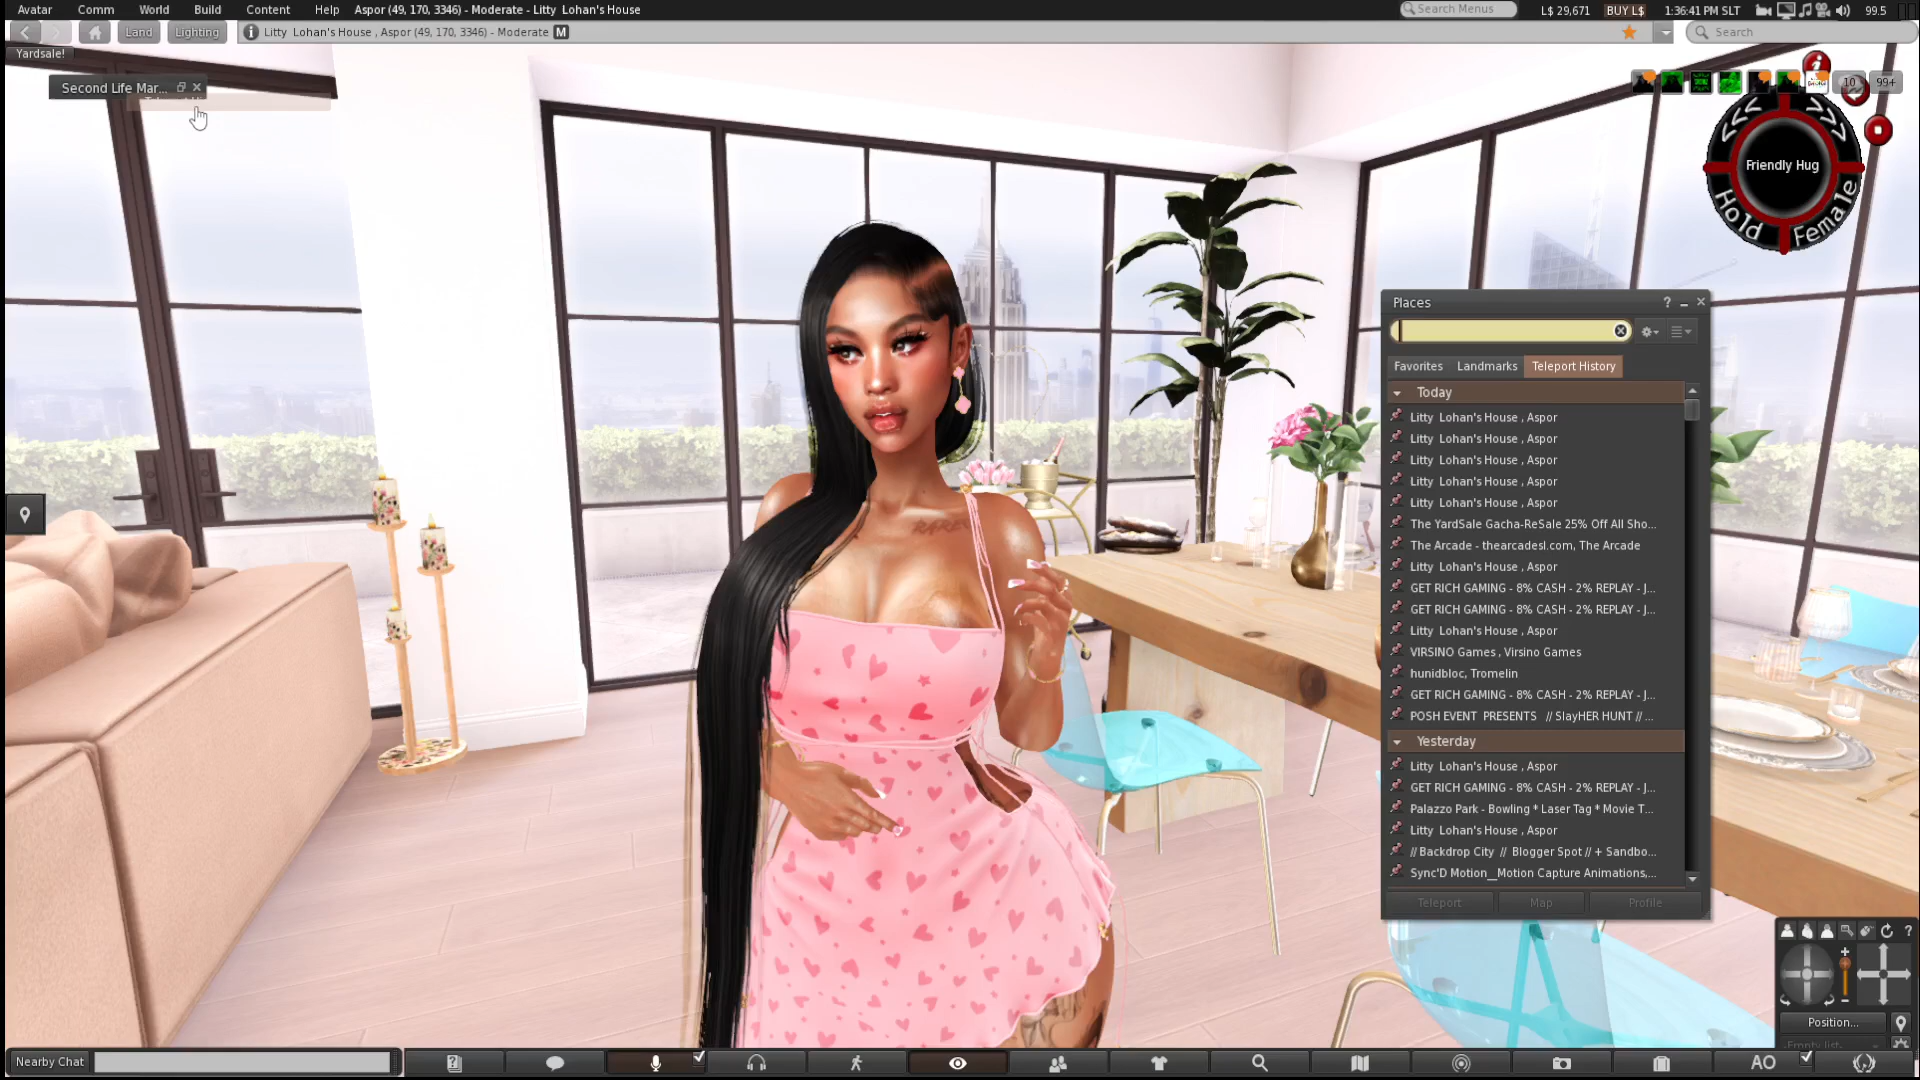 Avatar Comm World Build Content Help Aspor (49, 170, 3346) - Moderate - Litty Lohan's House
Search Menus L$ 29,671 BUY L$ 1:36:41 PM SLT 99.5
Land Lighting Litty Lohan's House , Aspor (49, 170, 3346) - Moderate M
Search
Yardsale!
Second Life Mar...
10 99+
Friendly Hug
Hold Female
Places
Favorites Landmarks Teleport History
Today
Litty Lohan's House , Aspor
Litty Lohan's House , Aspor
Litty Lohan's House , Aspor
Litty Lohan's House , Aspor
Litty Lohan's House , Aspor
The YardSale Gacha-ReSale 25% Off All Sho...
The Arcade - thearcadesl.com, The Arcade
Litty Lohan's House , Aspor
GET RICH GAMING - 8% CASH - 2% REPLAY - J...
GET RICH GAMING - 8% CASH - 2% REPLAY - J...
Litty Lohan's House , Aspor
VIRSINO Games , Virsino Games
hunidbloc, Tromelin
GET RICH GAMING - 8% CASH - 2% REPLAY - J...
POSH EVENT PRESENTS // SlayHER HUNT // ...
Yesterday
Litty Lohan's House , Aspor
GET RICH GAMING - 8% CASH - 2% REPLAY - J...
Palazzo Park - Bowling * Laser Tag * Movie T...
Litty Lohan's House , Aspor
// Backdrop City // Blogger Spot // + Sandbo...
Sync'D Motion__Motion Capture Animations,...
Teleport Map Profile
Position...
-Empty list-
Nearby Chat
AO